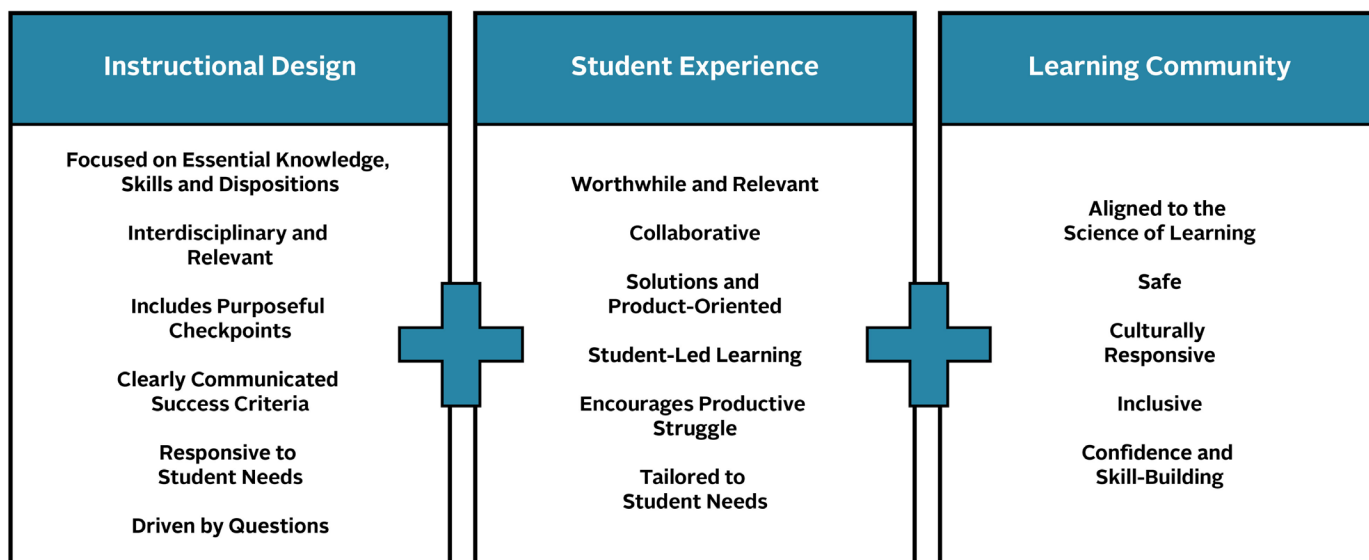 Instructional Design
Focused on Essential Knowledge,
Skills and Dispositions
Interdisciplinary and
Relevant
Includes Purposeful
Checkpoints
Clearly Communicated
Success Criteria
Responsive to
Student Needs
Driven by Questions
Student Experience
Worthwhile and Relevant
Collaborative
Solutions and
Product-Oriented
Student-Led Learning
Encourages Productive
Struggle
Tailored to
Student Needs
Learning Community
Aligned to the
Science of Learning
Safe
Culturally
Responsive
Inclusive
Confidence and
Skill-Building